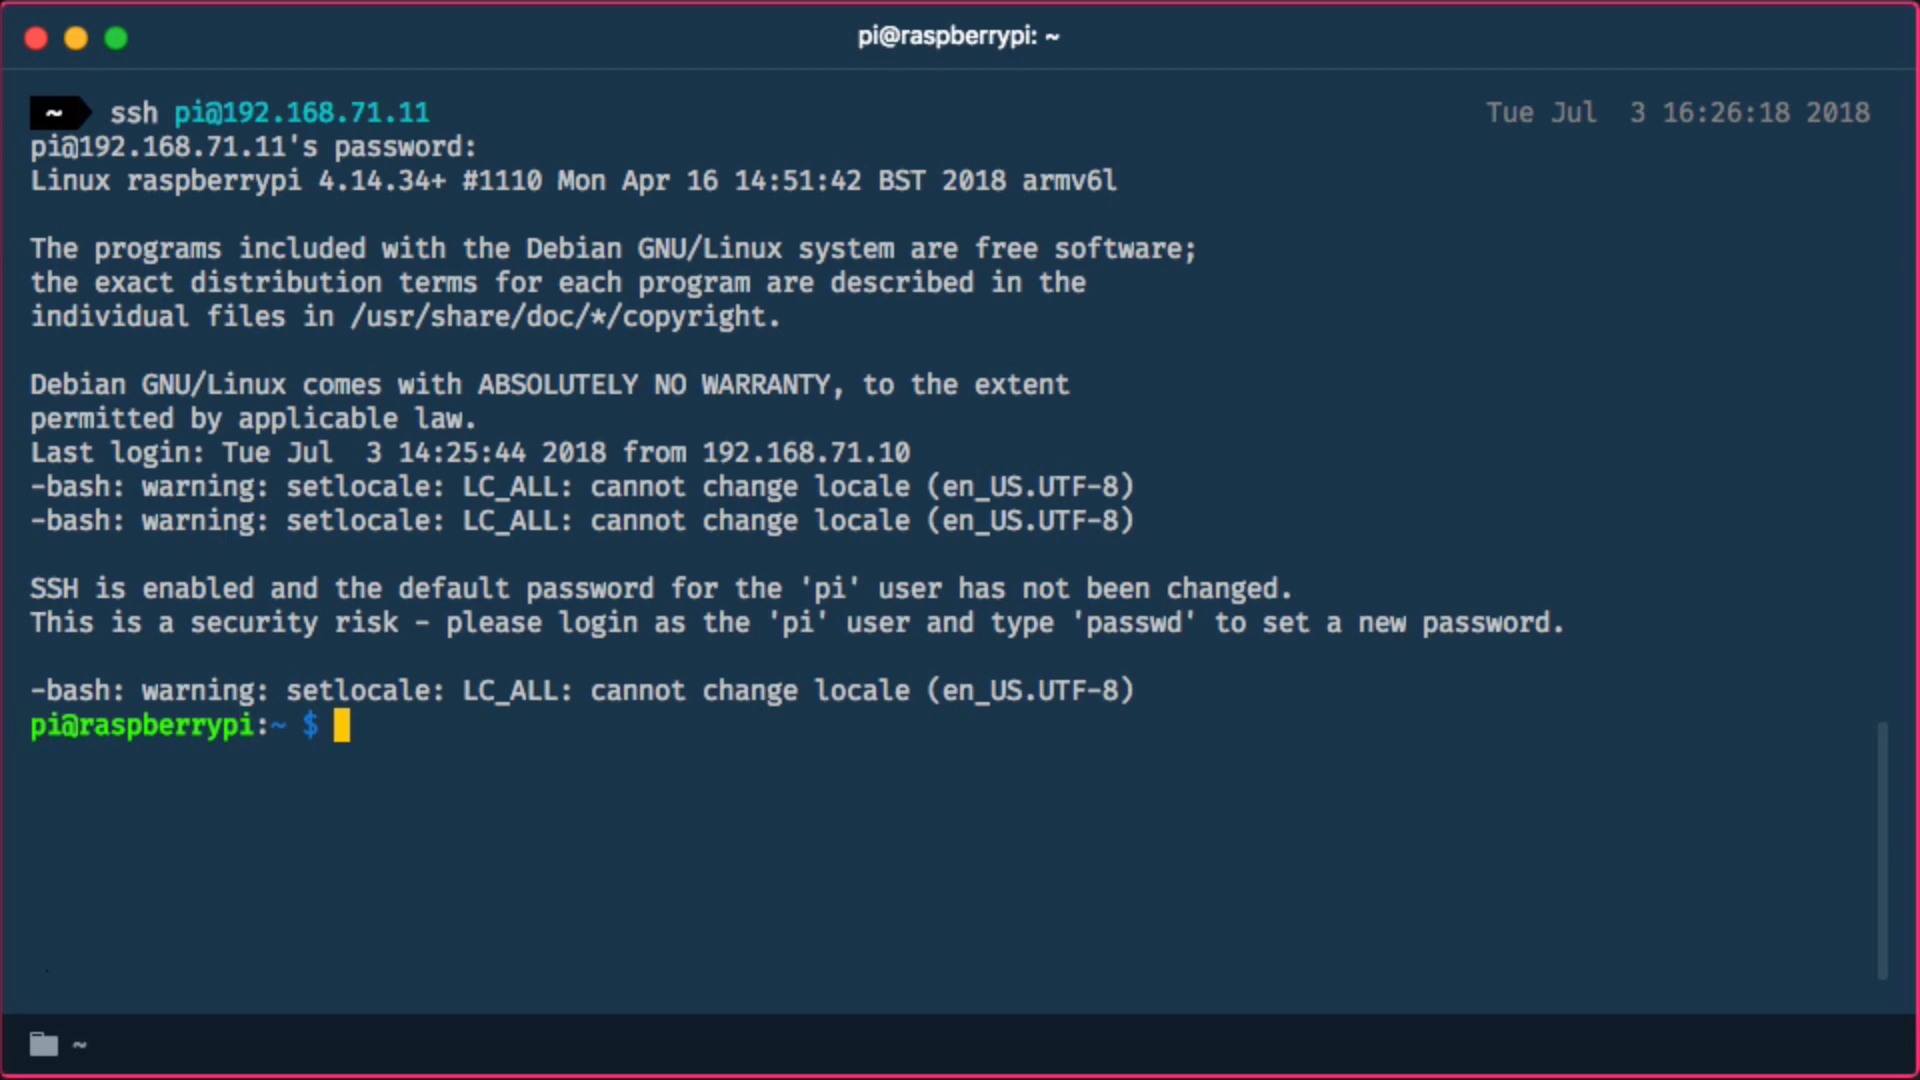 pi@raspberrypi: ~
~ ssh pi@192.168.71.11 Tue Jul  3 16:26:18 2018
pi@192.168.71.11's password:
Linux raspberrypi 4.14.34+ #1110 Mon Apr 16 14:51:42 BST 2018 armv6l
The programs included with the Debian GNU/Linux system are free software;
the exact distribution terms for each program are described in the
individual files in /usr/share/doc/*/copyright.
Debian GNU/Linux comes with ABSOLUTELY NO WARRANTY, to the extent
permitted by applicable law.
Last login: Tue Jul  3 14:25:44 2018 from 192.168.71.10
-bash: warning: setlocale: LC_ALL: cannot change locale (en_US.UTF-8)
-bash: warning: setlocale: LC_ALL: cannot change locale (en_US.UTF-8)
SSH is enabled and the default password for the 'pi' user has not been changed.
This is a security risk - please login as the 'pi' user and type 'passwd' to set a new password.
-bash: warning: setlocale: LC_ALL: cannot change locale (en_US.UTF-8)
pi@raspberrypi:~ $
~